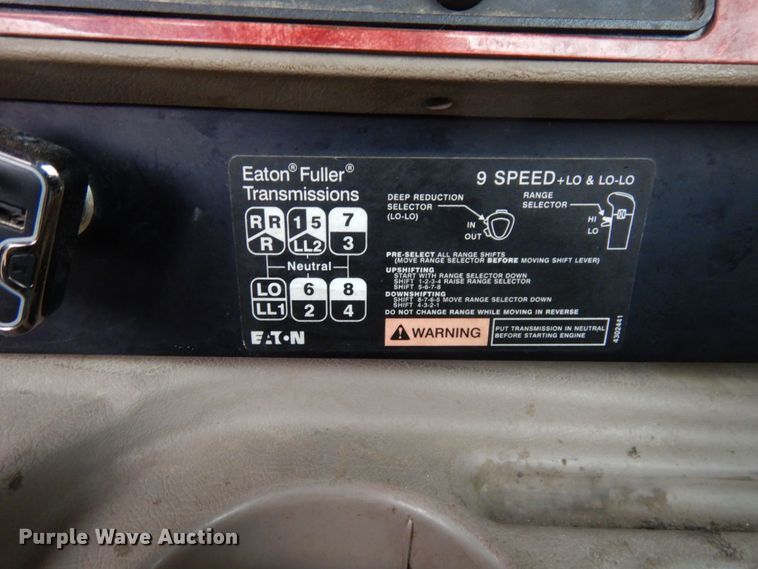 Eaton® Fuller®
Transmissions
9 SPEED +LO & LO-LO
DEEP REDUCTION
SELECTOR
(LO-LO)
IN
OUT
RANGE
SELECTOR
HI
LO
R R 1 5 7
R LL2 3
Neutral
LO 6 8
LL1 2 4
PRE-SELECT ALL RANGE SHIFTS
(MOVE RANGE SELECTOR BEFORE MOVING SHIFT LEVER)
UPSHIFTING
START WITH RANGE SELECTOR DOWN
SHIFT 1-2-3-4 RAISE RANGE SELECTOR
SHIFT 5-6-7-8
DOWNSHIFTING
SHIFT 8-7-6-5 MOVE RANGE SELECTOR DOWN
SHIFT 4-3-2-1
DO NOT CHANGE RANGE WHILE MOVING IN REVERSE
EATON
WARNING
PUT TRANSMISSION IN NEUTRAL
BEFORE STARTING ENGINE
4302441
Purple Wave Auction